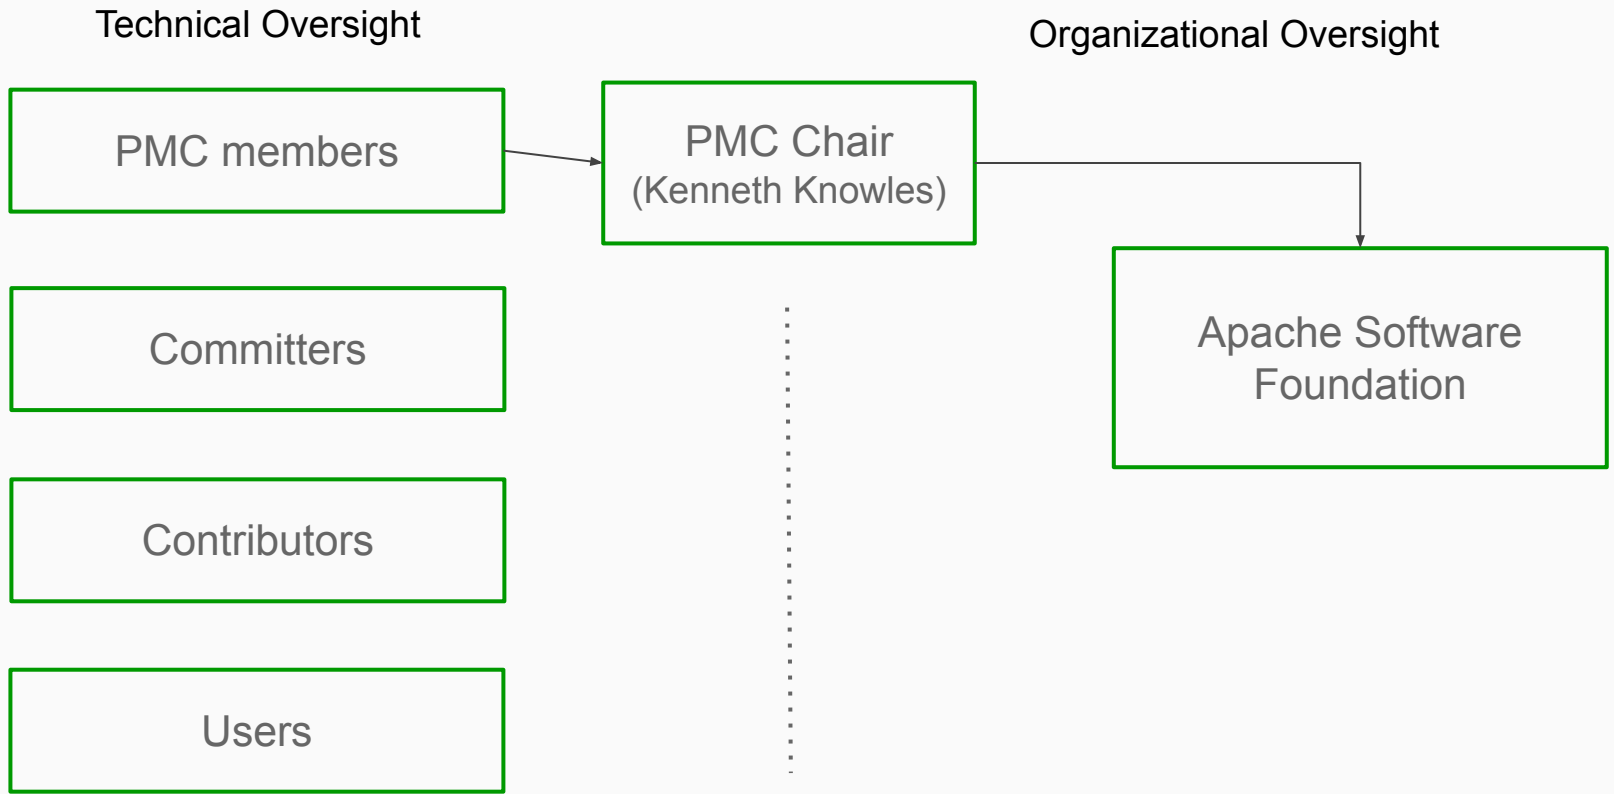 Technical Oversight
Organizational Oversight
PMC members
PMC Chair
(Kenneth Knowles)
Committers
Apache Software
Foundation
Contributors
Users